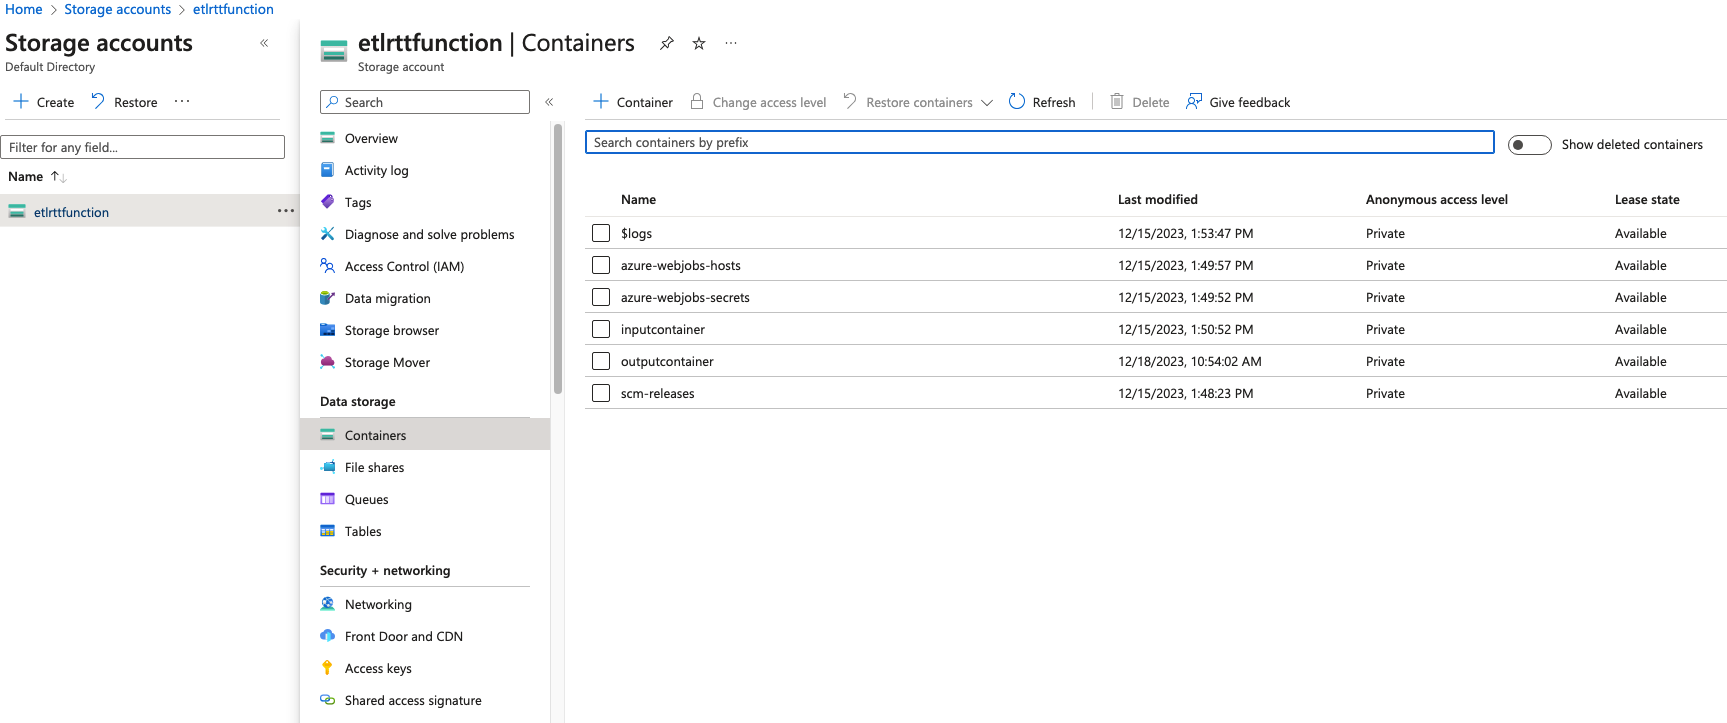 Home > Storage accounts > etlrttfunction
Storage accounts «
Default Directory
+ Create Restore ...
Filter for any field...
Name ↑↓
etlrttfunction ...
etlrttfunction | Containers ...
Storage account
Search «
Overview
Activity log
Tags
Diagnose and solve problems
Access Control (IAM)
Data migration
Storage browser
Storage Mover
Data storage
Containers
File shares
Queues
Tables
Security + networking
Networking
Front Door and CDN
Access keys
Shared access signature
+ Container Change access level Restore containers Refresh | Delete Give feedback
Search containers by prefix Show deleted containers
Name Last modified Anonymous access level Lease state
$logs 12/15/2023, 1:53:47 PM Private Available
azure-webjobs-hosts 12/15/2023, 1:49:57 PM Private Available
azure-webjobs-secrets 12/15/2023, 1:49:52 PM Private Available
inputcontainer 12/15/2023, 1:50:52 PM Private Available
outputcontainer 12/18/2023, 10:54:02 AM Private Available
scm-releases 12/15/2023, 1:48:23 PM Private Available